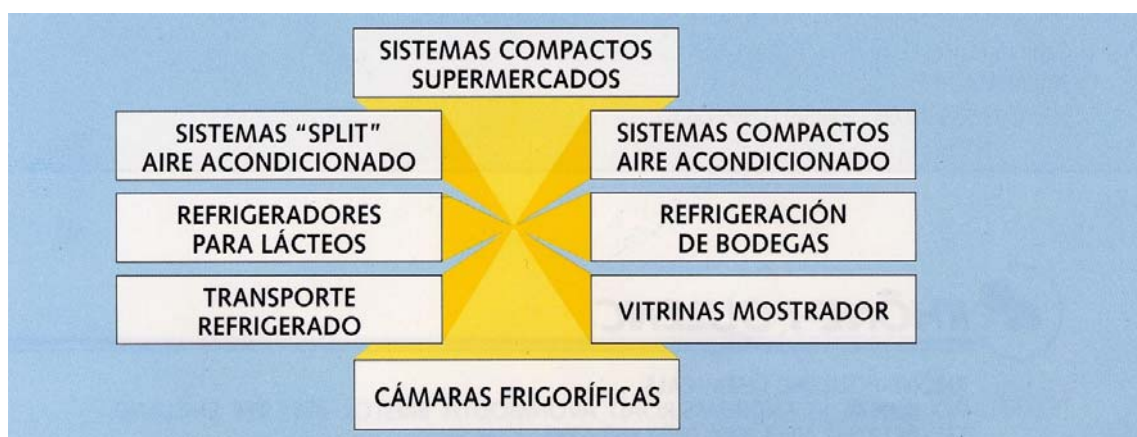 SISTEMAS COMPACTOS
SUPERMERCADOS
SISTEMAS “SPLIT”
AIRE ACONDICIONADO
SISTEMAS COMPACTOS
AIRE ACONDICIONADO
REFRIGERADORES
PARA LÁCTEOS
REFRIGERACIÓN
DE BODEGAS
TRANSPORTE
REFRIGERADO
VITRINAS MOSTRADOR
CÁMARAS FRIGORÍFICAS